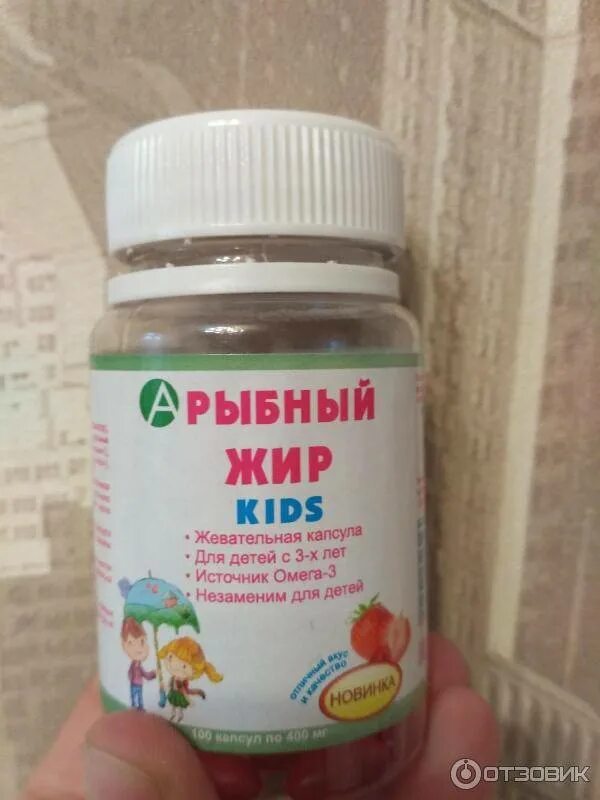 А РЫБНЫЙ
ЖИР
KIDS
• Жевательная капсула
• Для детей с 3-х лет
• Источник Омега-3
• Незаменим для детей
отличный вкус
и качество
НОВИНКА
100 капсул по 400 мг
ОТЗОВИК